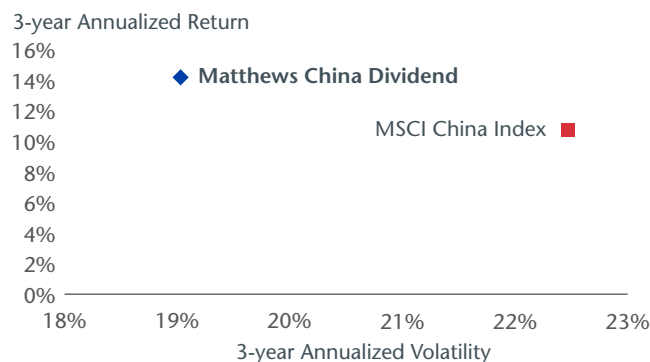 3-year Annualized Return
16%
14%
Matthews China Dividend
12%
MSCI China Index
10%
8%
6%
4%
2%
0%
18% 19% 20% 21% 22% 23%
3-year Annualized Volatility